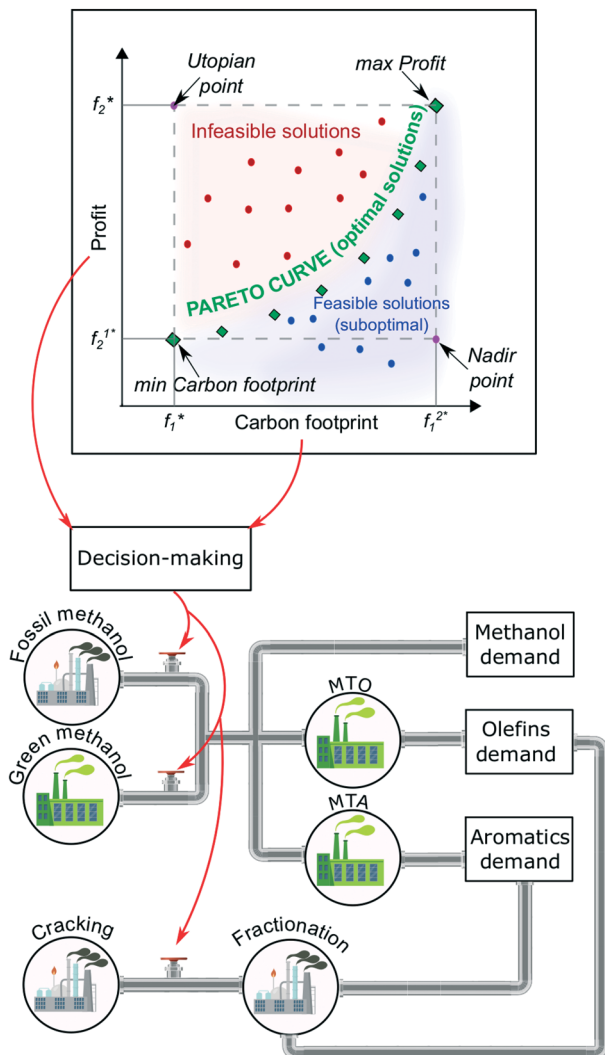 Utopian
point
max Profit
f₂*
Infeasible solutions
PARETO CURVE (optimal solutions)
Profit
Feasible solutions
(suboptimal)
f₂¹*
min Carbon footprint
Nadir
point
f₁*
Carbon footprint
f₁²*
Decision-making
Fossil methanol
Methanol
demand
MTO
Green methanol
Olefins
demand
MTA
Aromatics
demand
Cracking
Fractionation